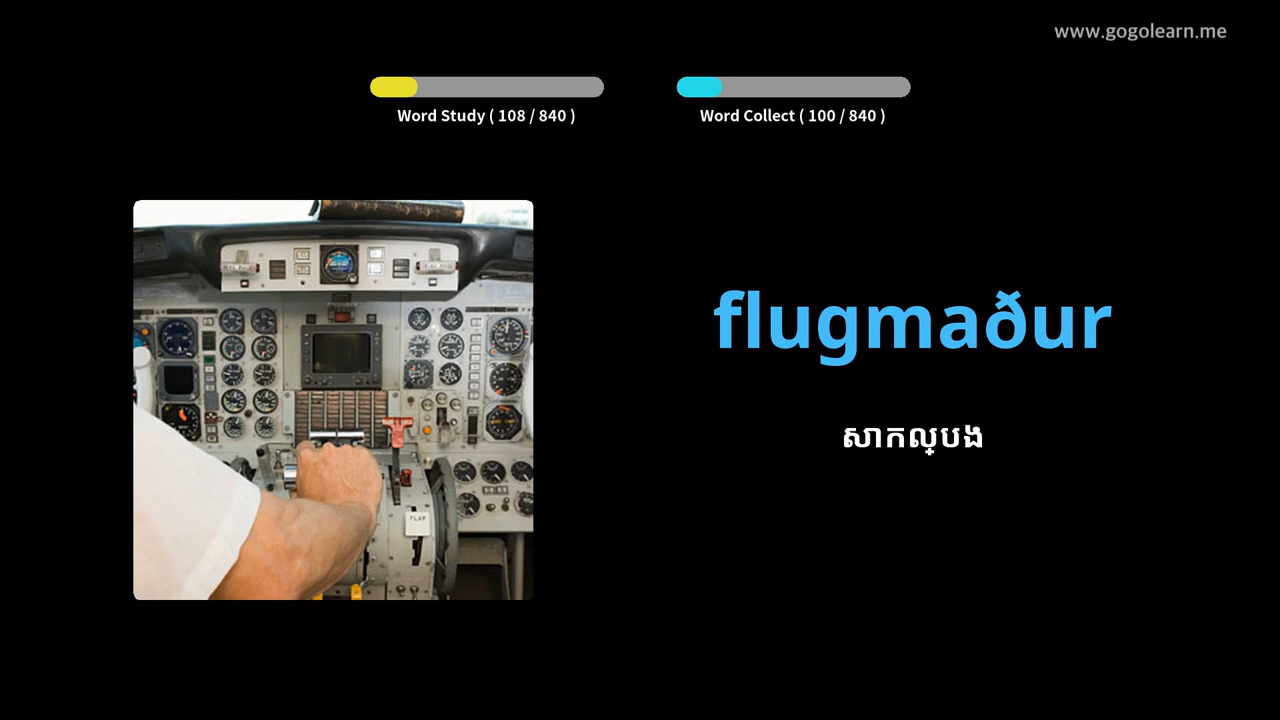 www.gogolearn.me
Word Study ( 108 / 840 )
Word Collect ( 100 / 840 )
flugmaður
សាកល្បង
FLAP